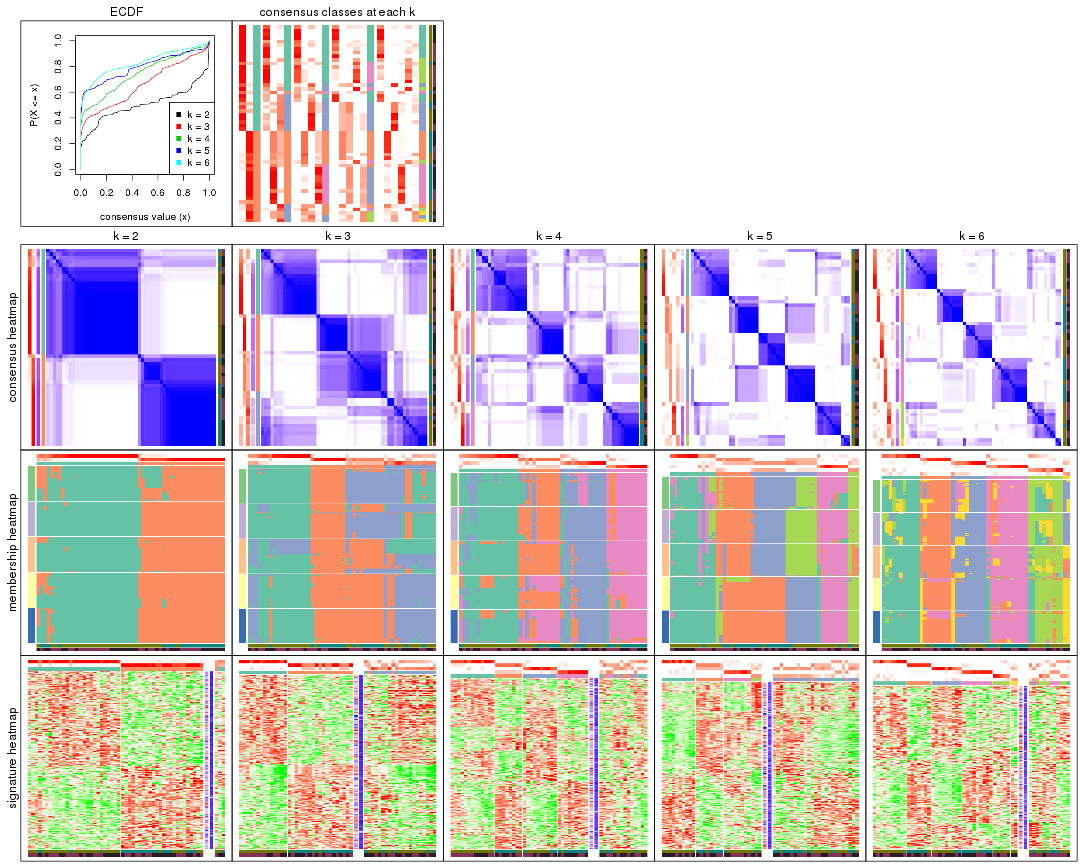 ECDF
consensus classes at each k
P(X <= x)
0.0
0.2
0.4
0.6
0.8
1.0
k = 2
k = 3
k = 4
k = 5
k = 6
0.0 0.2 0.4 0.6 0.8 1.0
consensus value (x)
k = 2
k = 3
k = 4
k = 5
k = 6
consensus heatmap
membership heatmap
signature heatmap